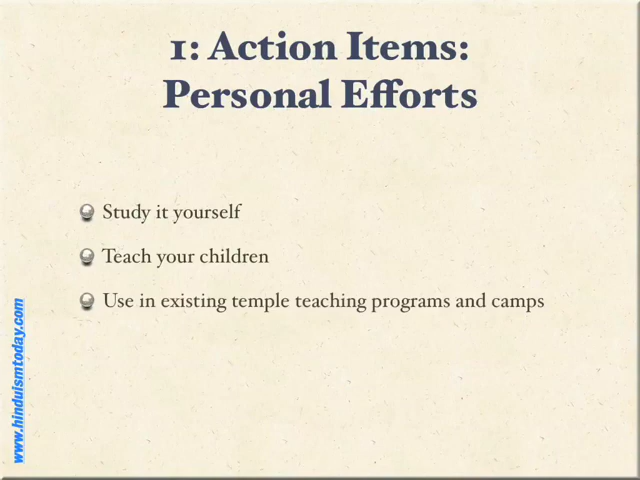 1: Action Items:
Personal Efforts
Study it yourself
Teach your children
Use in existing temple teaching programs and camps
www.hinduismtoday.com